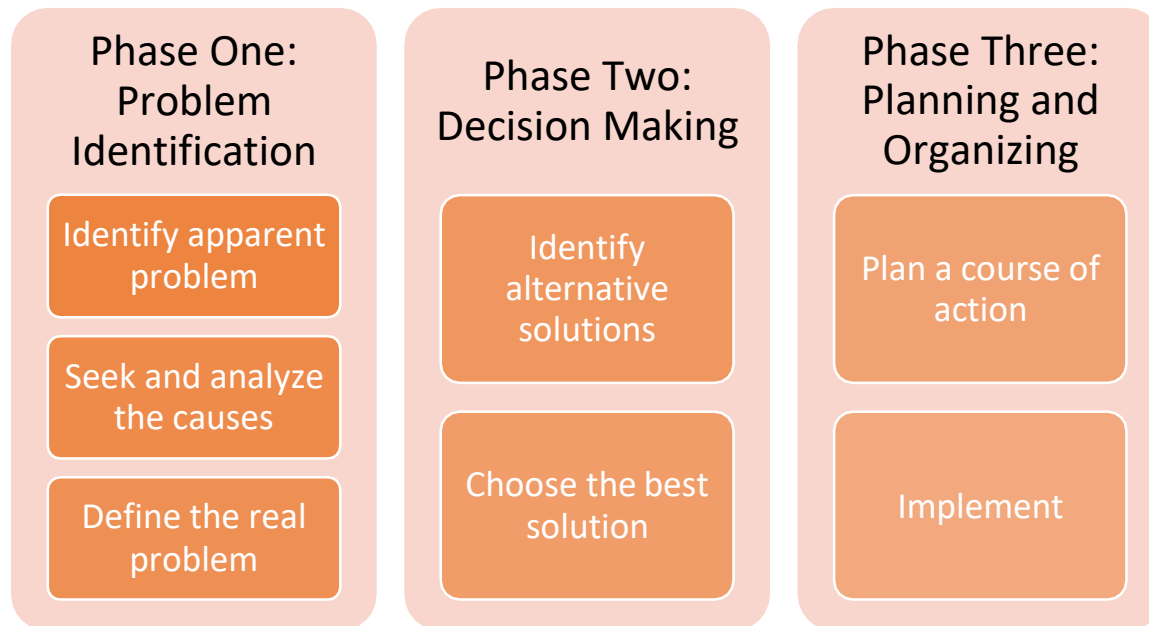 Phase One:
Problem
Identification
Identify apparent
problem
Seek and analyze
the causes
Define the real
problem
Phase Two:
Decision Making
Identify
alternative
solutions
Choose the best
solution
Phase Three:
Planning and
Organizing
Plan a course of
action
Implement